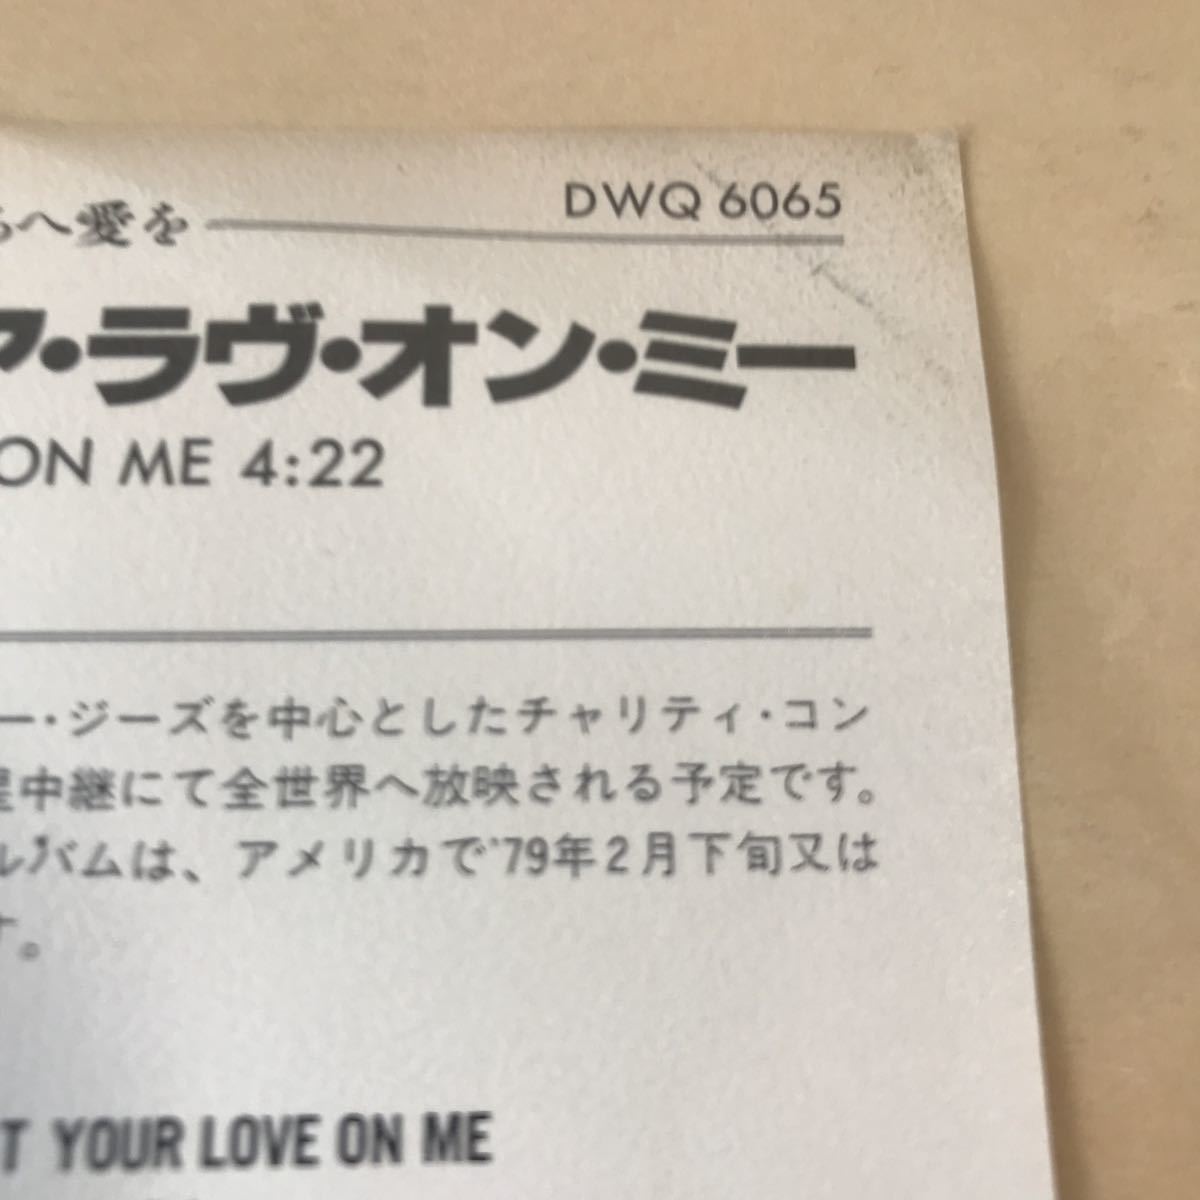 DWQ 6065
へ愛を
ア・ラヴ・オン・ミー
ON ME 4:22
ー・ジーズを中心としたチャリティ・コン
星中継にて全世界へ放映される予定です。
ルバムは、アメリカで'79年2月下旬又は
す。
T YOUR LOVE ON ME